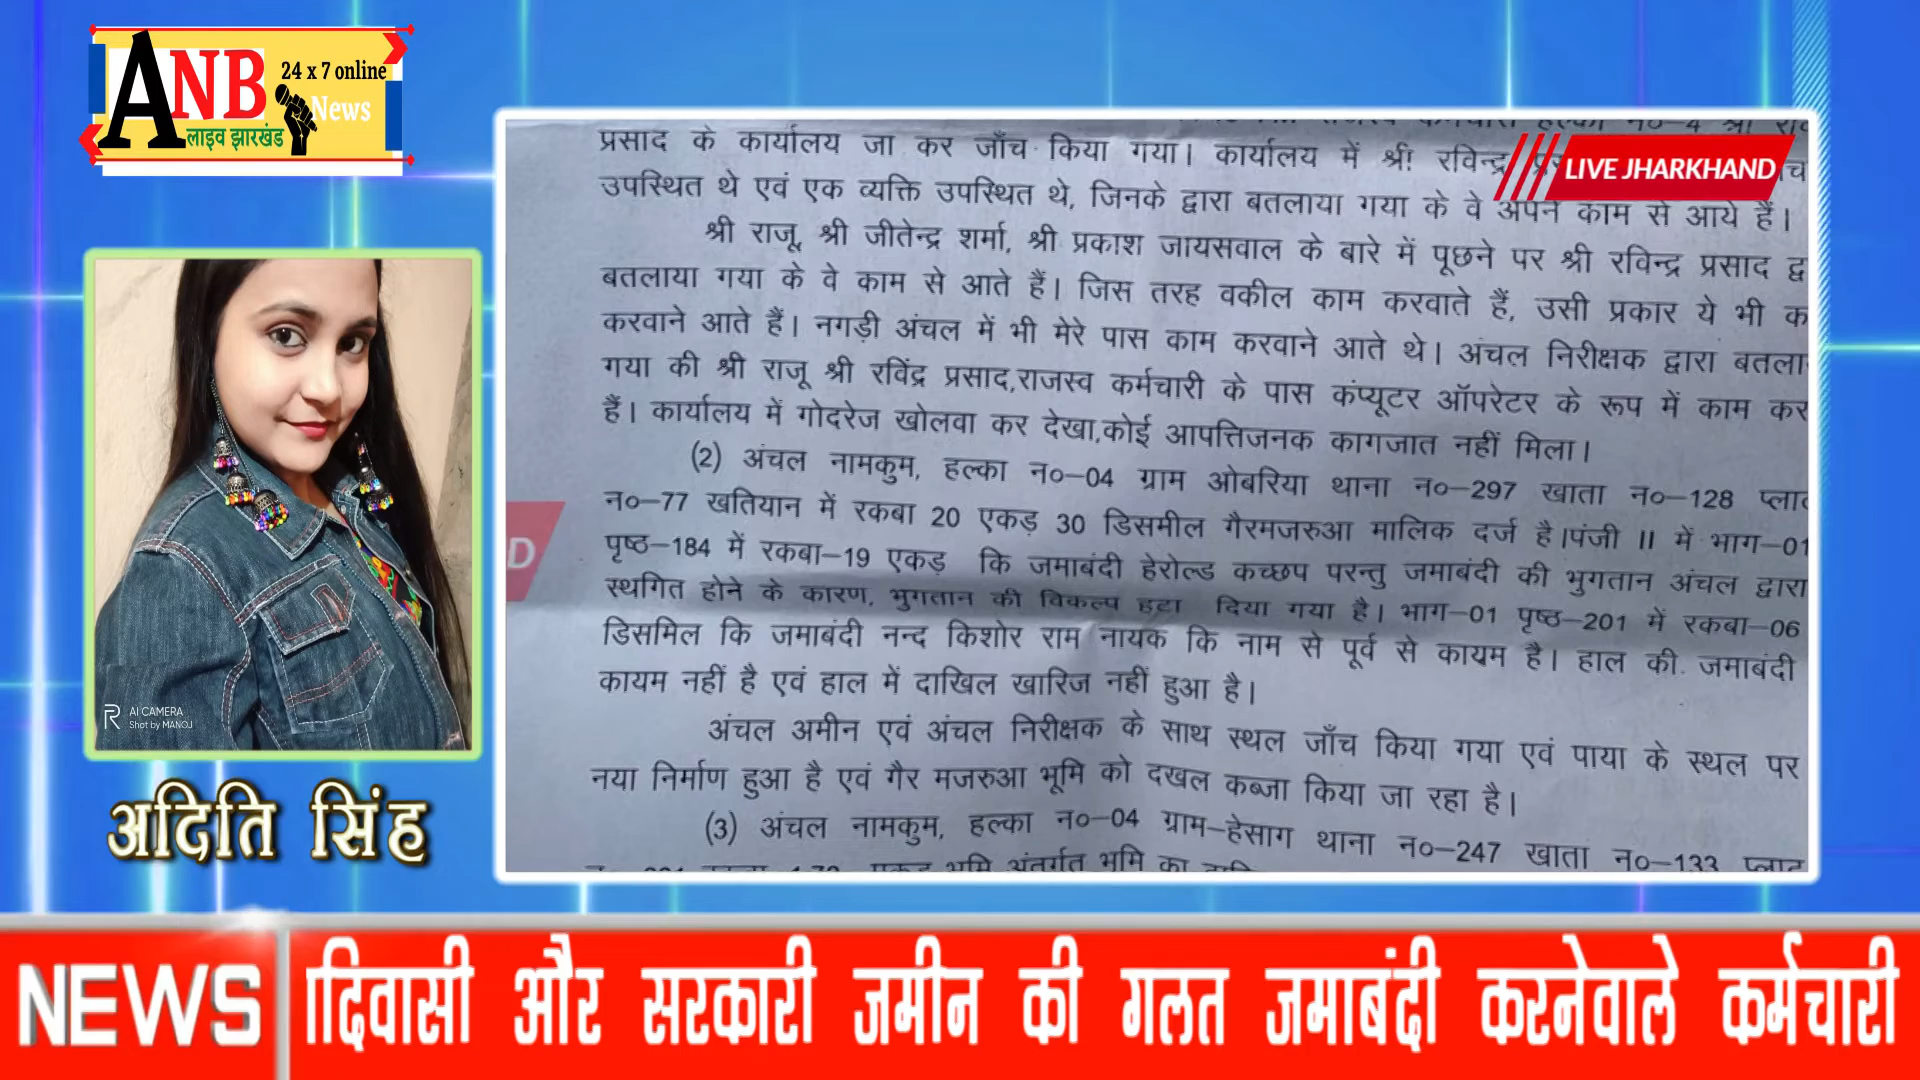 ANB
24 x 7 online
News
लाइव झारखंड
LIVE JHARKHAND
प्रसाद के कार्यालय जा कर जाँच किया गया। कार्यालय में श्री रविन्द्र
उपस्थित थे एवं एक व्यक्ति उपस्थित थे, जिनके द्वारा बतलाया गया के वे अपने काम से आये हैं।
श्री राजू, श्री जीतेन्द्र शर्मा, श्री प्रकाश जायसवाल के बारे में पूछने पर श्री रविन्द्र प्रसाद द्व
बतलाया गया के वे काम से आते हैं। जिस तरह वकील काम करवाते हैं, उसी प्रकार ये भी क
करवाने आते हैं। नगड़ी अंचल में भी मेरे पास काम करवाने आते थे। अंचल निरीक्षक द्वारा बतला
गया की श्री राजू श्री रविंद्र प्रसाद,राजस्व कर्मचारी के पास कंप्यूटर ऑपरेटर के रूप में काम कर
हैं। कार्यालय में गोदरेज खोलवा कर देखा,कोई आपत्तिजनक कागजात नहीं मिला।
(2) अंचल नामकुम, हल्का न०-04 ग्राम ओबरिया थाना न०-297 खाता न०-128 प्ला
न०-77 खतियान में रकबा 20 एकड़ 30 डिसमील गैरमजरुआ मालिक दर्ज है।पंजी II में भाग-01
पृष्ठ-184 में रकबा-19 एकड़ कि जमाबंदी हेरोल्ड कच्छप परन्तु जमाबंदी की भुगतान अंचल द्वारा
स्थगित होने के कारण, भुगतान की विकल्प हटा दिया गया है। भाग-01 पृष्ठ-201 में रकबा-06
डिसमिल कि जमाबंदी नन्द किशोर राम नायक कि नाम से पूर्व से कायम है। हाल की जमाबंदी
कायम नहीं है एवं हाल में दाखिल खारिज नहीं हुआ है।
अंचल अमीन एवं अंचल निरीक्षक के साथ स्थल जाँच किया गया एवं पाया के स्थल पर
नया निर्माण हुआ है एवं गैर मजरुआ भूमि को दखल कब्जा किया जा रहा है।
(3) अंचल नामकुम, हल्का न०-04 ग्राम-हेसाग थाना न०-247 खाता न०-133 प्लाट
D
AI CAMERA
Shot by MANOJ
अदिति सिंह
NEWS
ादिवासी और सरकारी जमीन की गलत जमाबंदी करनेवाले कर्मचारी